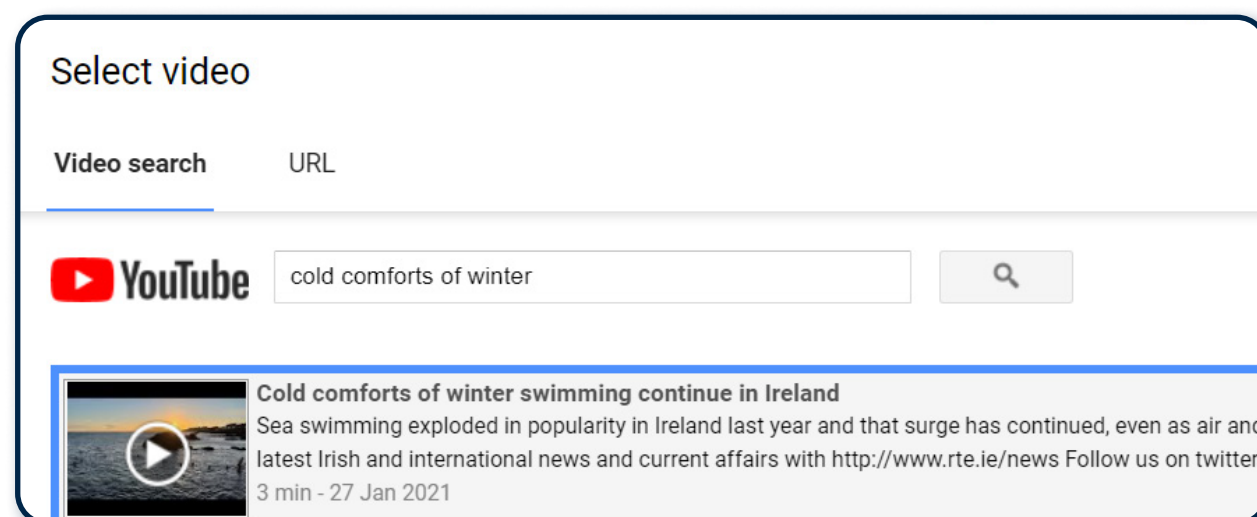 Select video
Video search URL
YouTube cold comforts of winter
Cold comforts of winter swimming continue in Ireland
Sea swimming exploded in popularity in Ireland last year and that surge has continued, even as air and
latest Irish and international news and current affairs with http://www.rte.ie/news Follow us on twitter
3 min - 27 Jan 2021